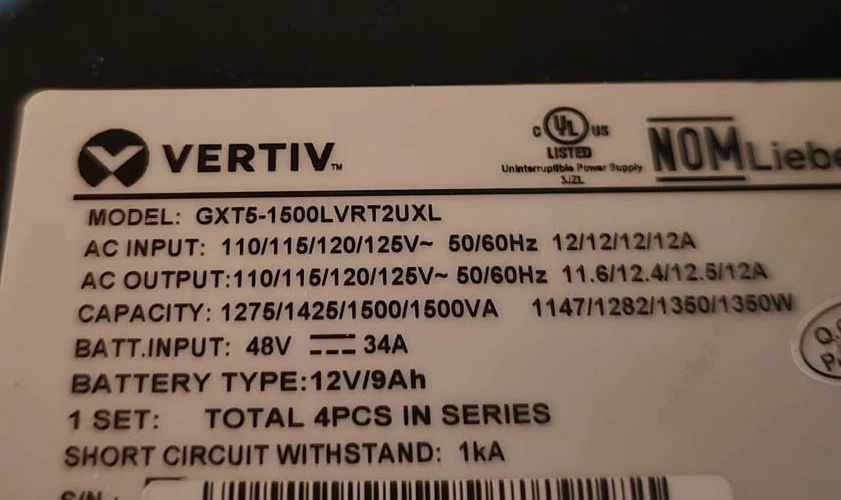 VERTIV™
c UL US
LISTED
Uninterruptible Power Supply
3JZL
NOM
Liebe
MODEL: GXT5-1500LVRT2UXL
AC INPUT: 110/115/120/125V~ 50/60Hz 12/12/12/12A
AC OUTPUT:110/115/120/125V~ 50/60Hz 11.6/12.4/12.5/12A
CAPACITY: 1275/1425/1500/1500VA 1147/1282/1350/1350W
BATT.INPUT: 48V ⎓ 34A
BATTERY TYPE:12V/9Ah
1 SET: TOTAL 4PCS IN SERIES
SHORT CIRCUIT WITHSTAND: 1kA
S/N :